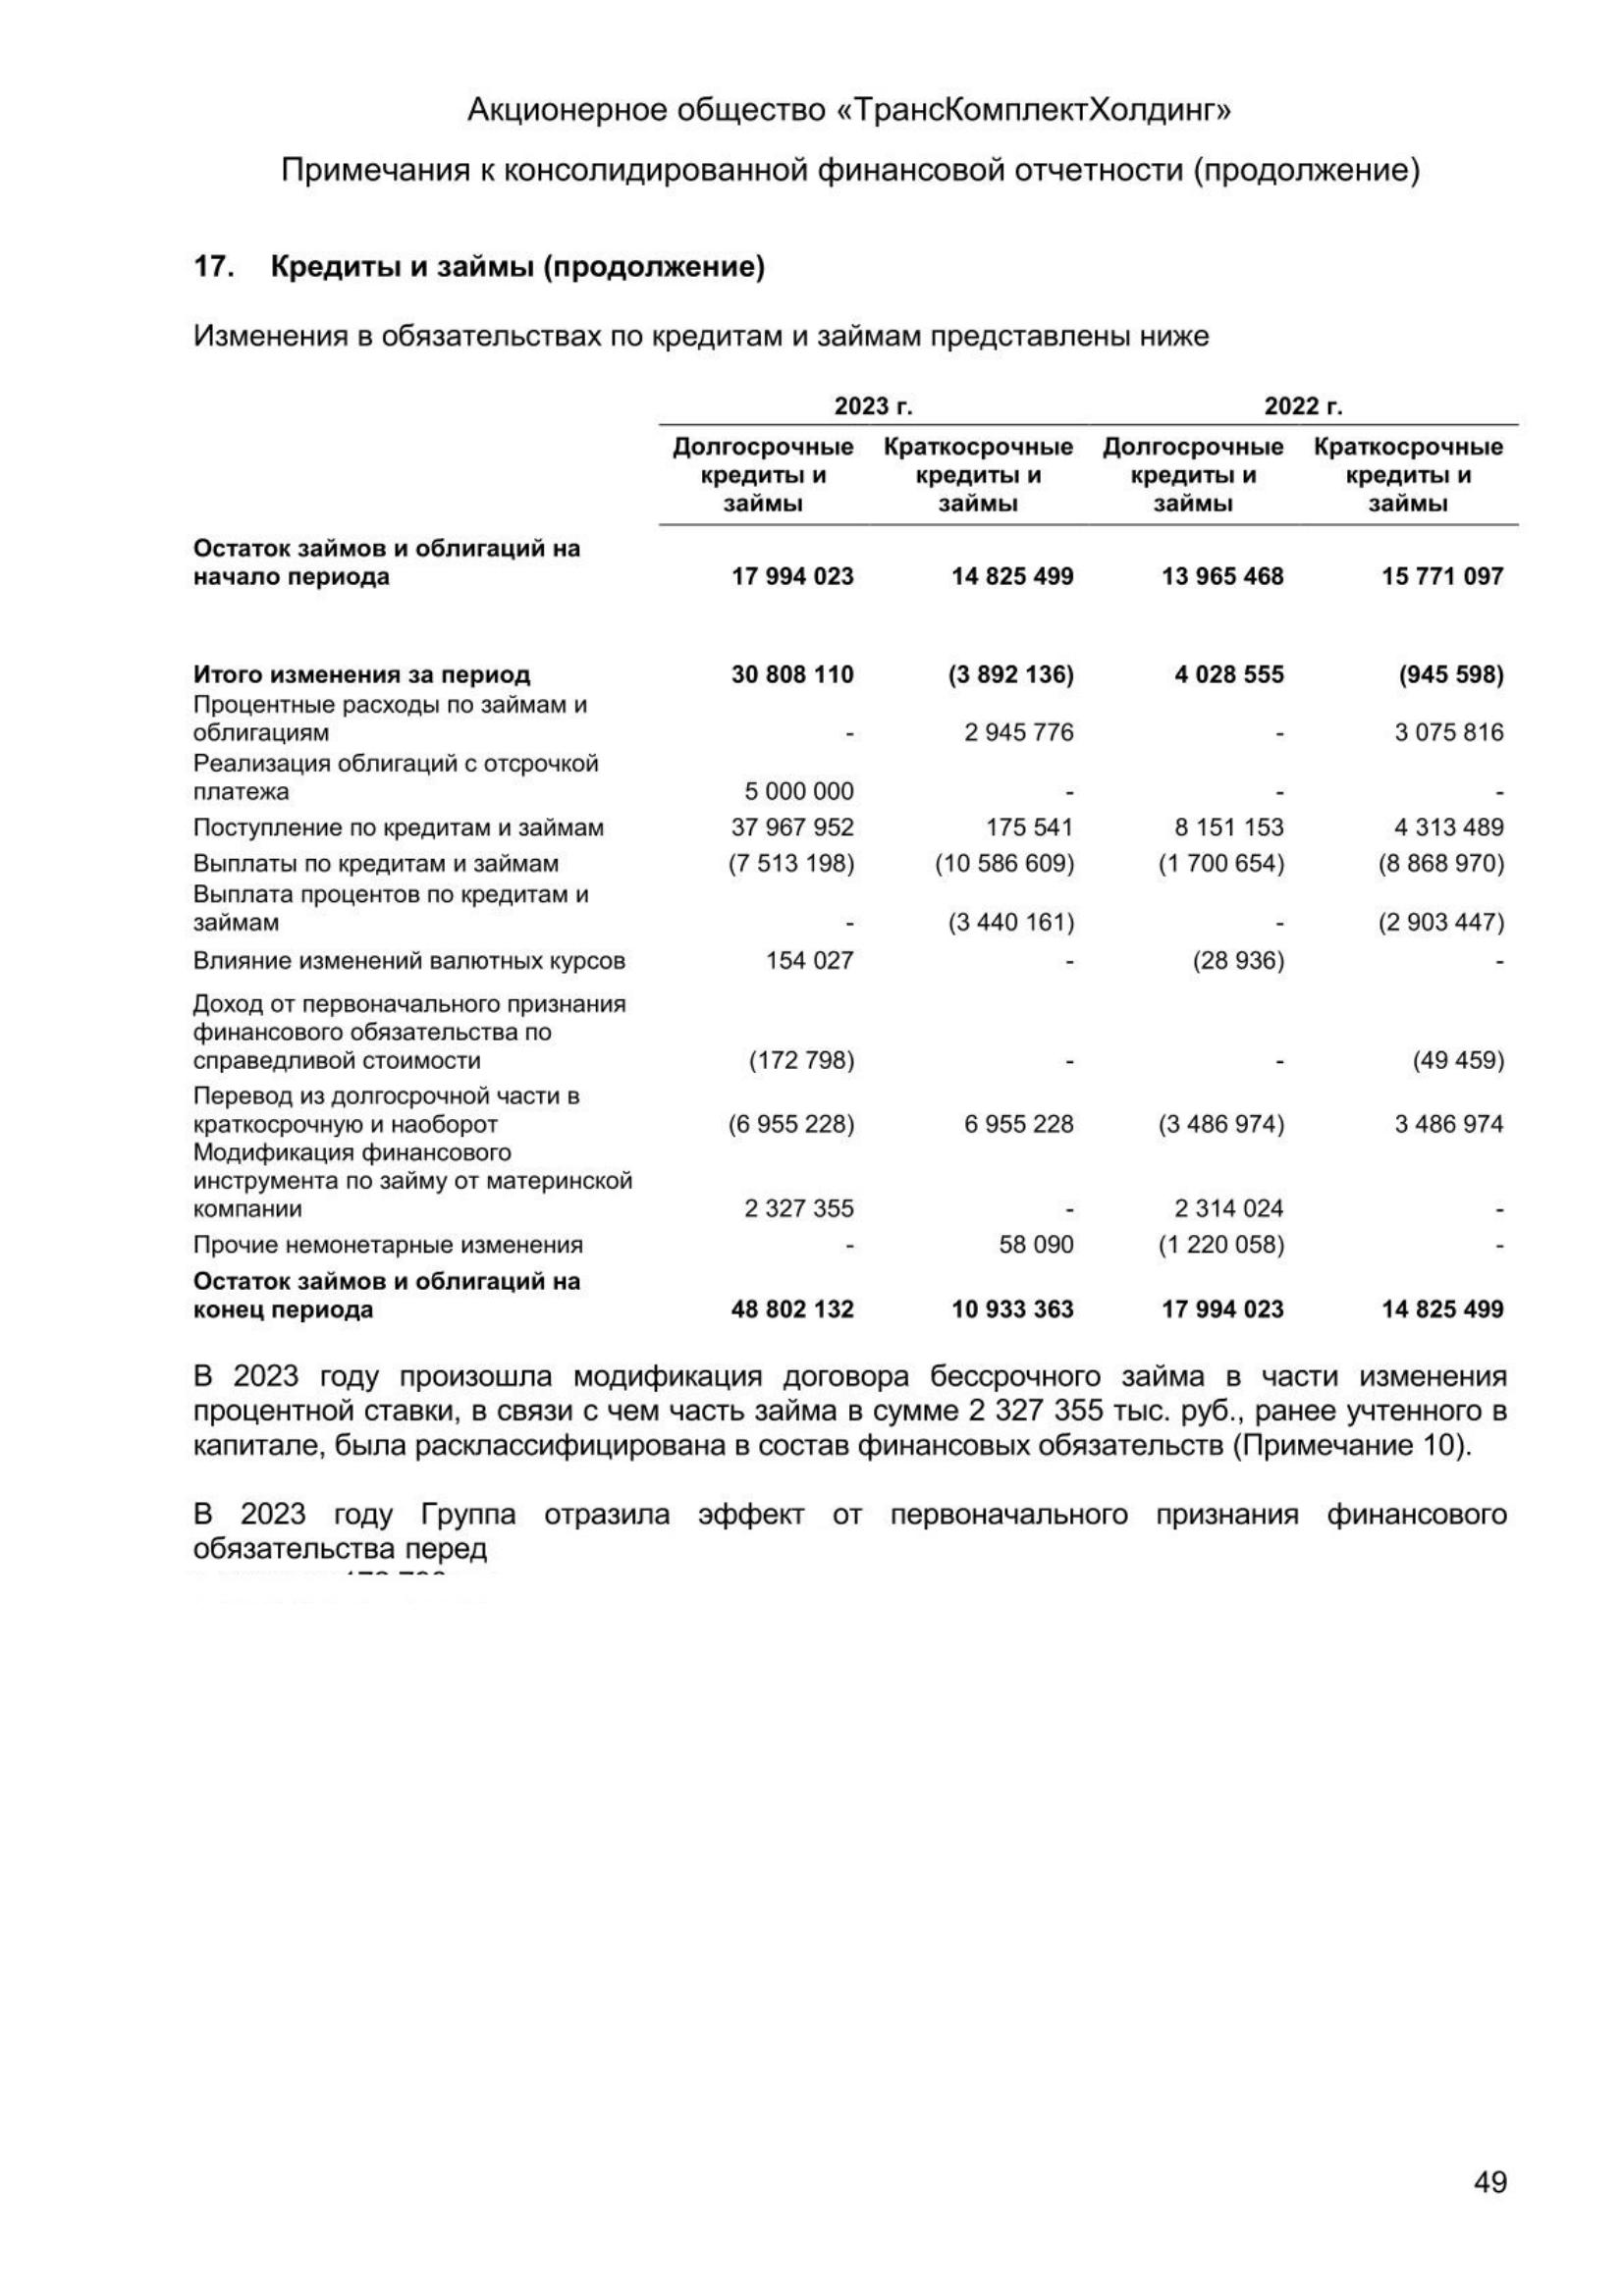 Акционерное общество «ТрансКомплектХолдинг»
Примечания к консолидированной финансовой отчетности (продолжение)
17. Кредиты и займы (продолжение)
Изменения в обязательствах по кредитам и займам представлены ниже
2023 г. 2022 г.
Долгосрочные Краткосрочные Долгосрочные Краткосрочные
кредиты и кредиты и кредиты и кредиты и
займы займы займы займы
Остаток займов и облигаций на
начало периода 17 994 023 14 825 499 13 965 468 15 771 097
Итого изменения за период 30 808 110 (3 892 136) 4 028 555 (945 598)
Процентные расходы по займам и
облигациям - 2 945 776 - 3 075 816
Реализация облигаций с отсрочкой
платежа 5 000 000 - - -
Поступление по кредитам и займам 37 967 952 175 541 8 151 153 4 313 489
Выплаты по кредитам и займам (7 513 198) (10 586 609) (1 700 654) (8 868 970)
Выплата процентов по кредитам и
займам - (3 440 161) - (2 903 447)
Влияние изменений валютных курсов 154 027 - (28 936) -
Доход от первоначального признания
финансового обязательства по
справедливой стоимости (172 798) - - (49 459)
Перевод из долгосрочной части в
краткосрочную и наоборот (6 955 228) 6 955 228 (3 486 974) 3 486 974
Модификация финансового
инструмента по займу от материнской
компании 2 327 355 - 2 314 024 -
Прочие немонетарные изменения - 58 090 (1 220 058) -
Остаток займов и облигаций на
конец периода 48 802 132 10 933 363 17 994 023 14 825 499
В 2023 году произошла модификация договора бессрочного займа в части изменения
процентной ставки, в связи с чем часть займа в сумме 2 327 355 тыс. руб., ранее учтенного в
капитале, была расклассифицирована в состав финансовых обязательств (Примечание 10).
В 2023 году Группа отразила эффект от первоначального признания финансового
обязательства перед
49